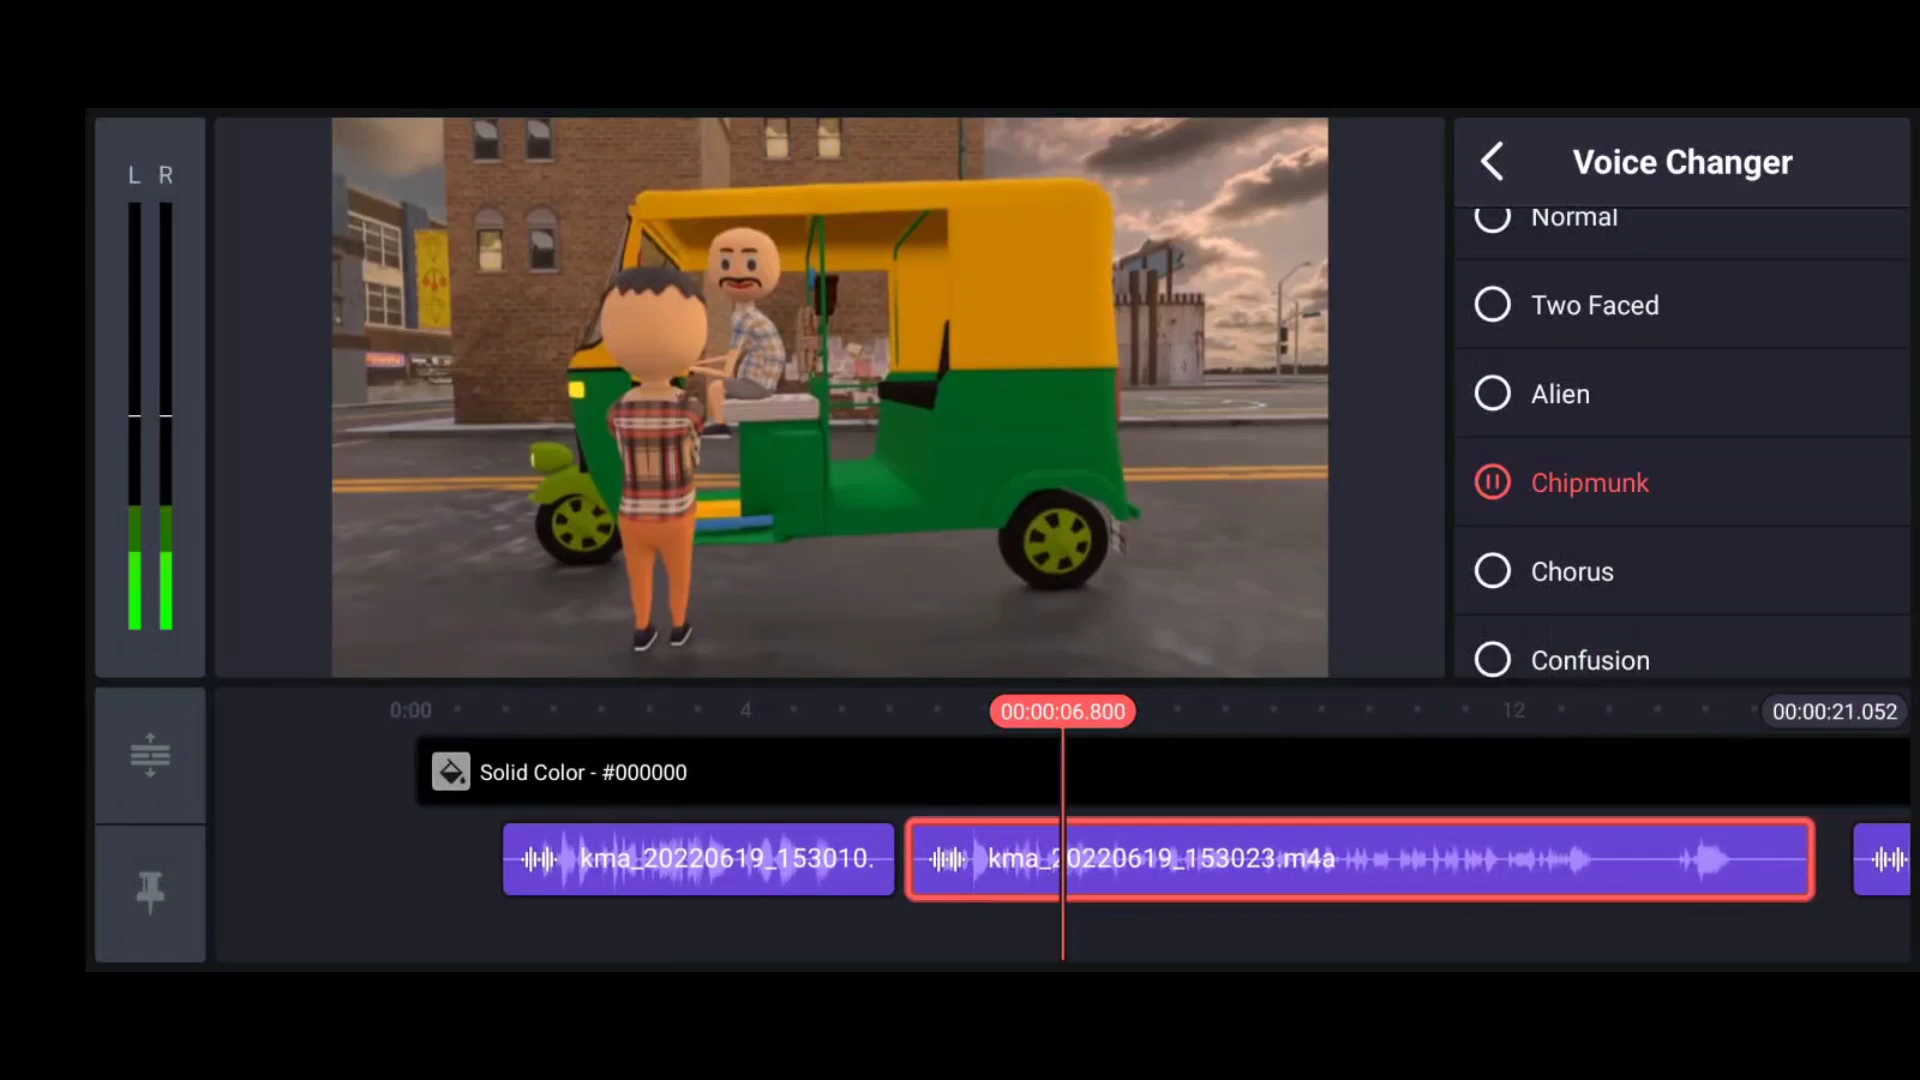 L R
Voice Changer
Normal
Two Faced
Alien
Chipmunk
Chorus
Confusion
0:00
4
00:00:06.800
12
00:00:21.052
Solid Color - #000000
kma_20220619_153010.
kma_20220619_153023.m4a